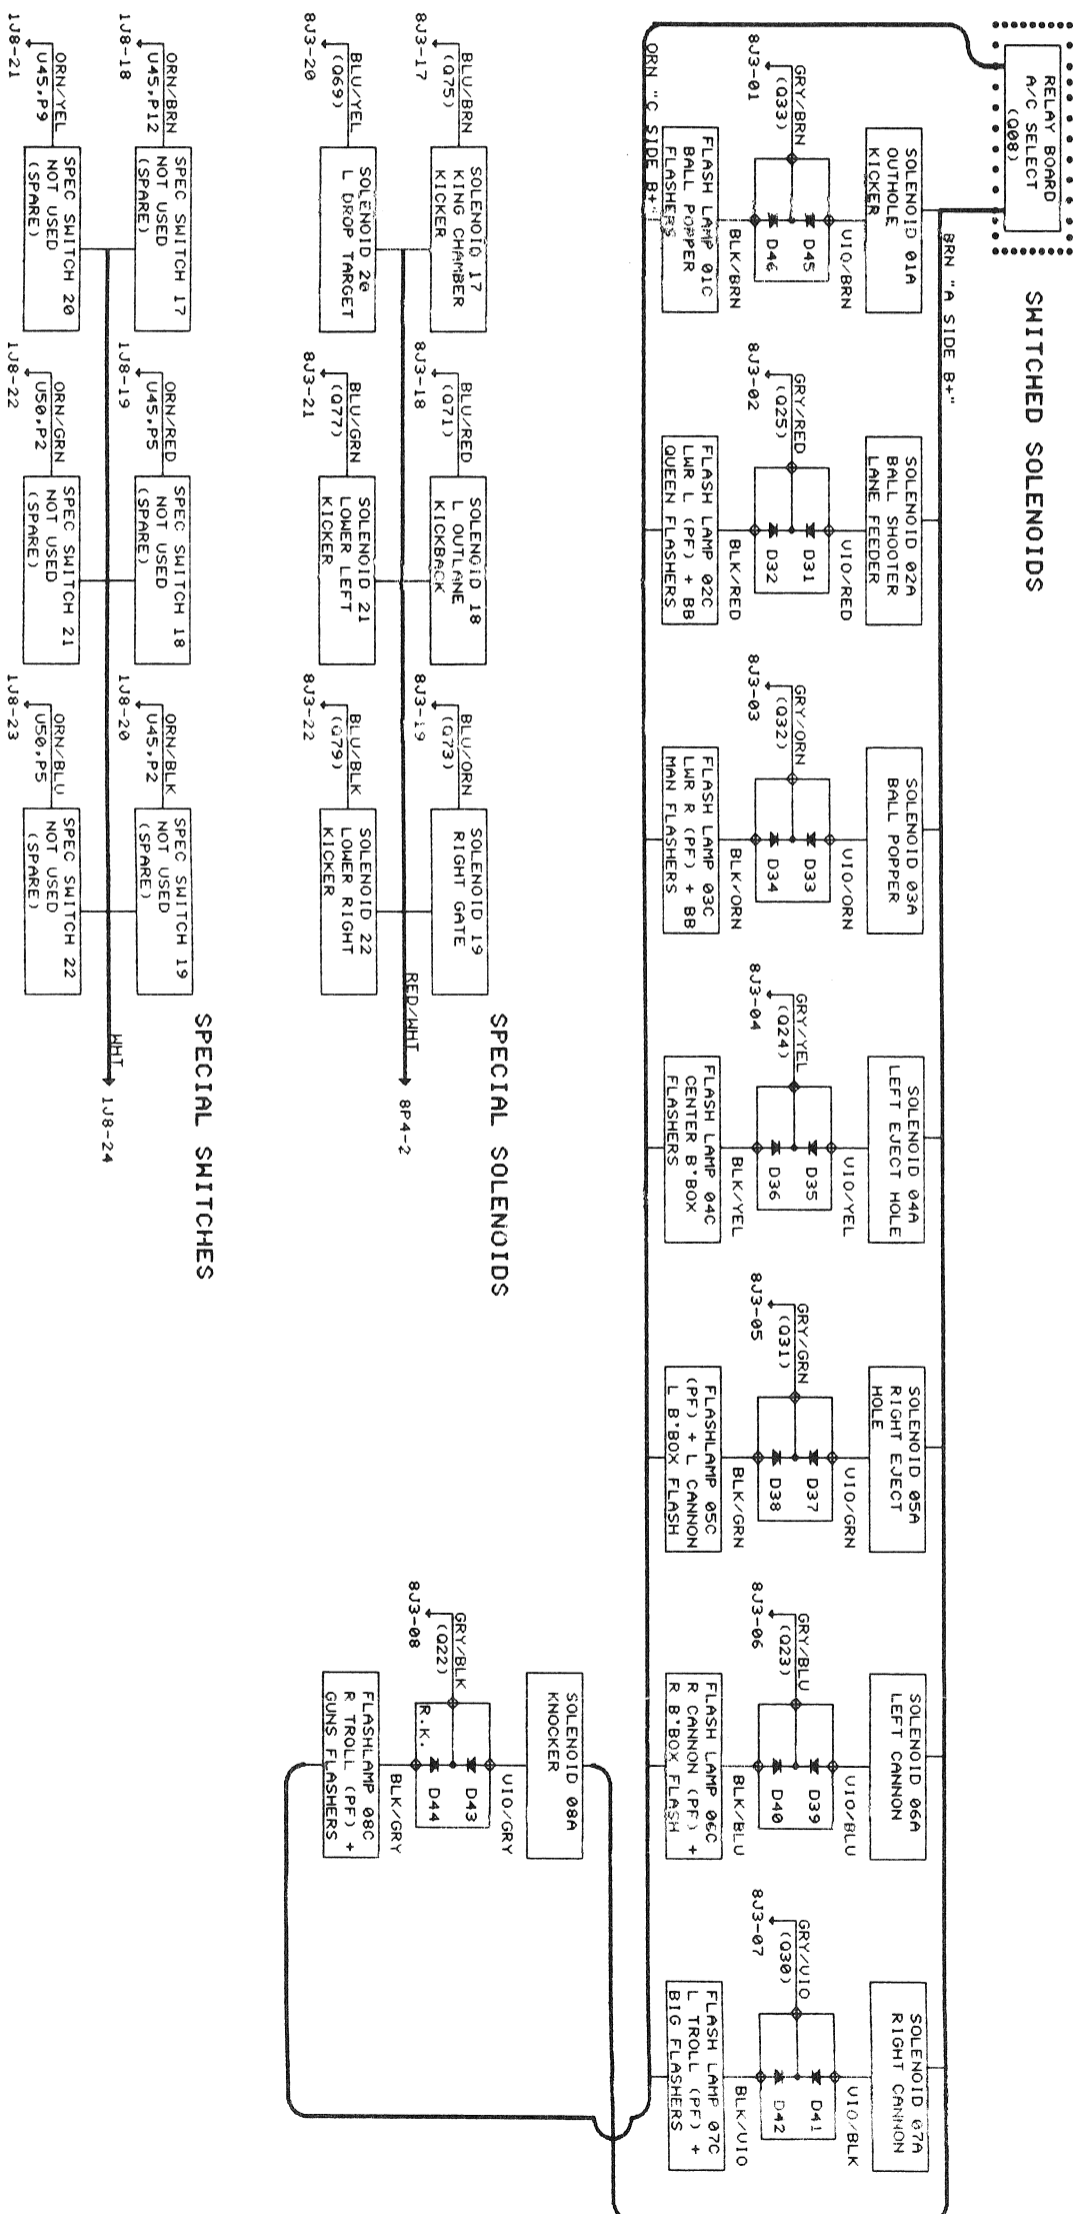 SWITCHED SOLENOIDS
RELAY BOARD
A/C SELECT
(Q08)
BRN "A SIDE B+"
ORN "C SIDE B+"
SOLENOID 01A
OUTHOLE
KICKER
VIO/BRN
GRY/BRN
(Q33)
8J3-01
D45
D46
BLK/BRN
FLASH LAMP 01C
BALL POPPER
FLASHERS
SOLENOID 02A
BALL SHOOTER
LANE FEEDER
VIO/RED
GRY/RED
(Q25)
8J3-02
D31
D32
BLK/RED
FLASH LAMP 02C
LWR L (PF) + BB
QUEEN FLASHERS
SOLENOID 03A
BALL POPPER
VIO/ORN
GRY/ORN
(Q32)
8J3-03
D33
D34
BLK/ORN
FLASH LAMP 03C
LWR R (PF) + BB
MAN FLASHERS
SOLENOID 04A
LEFT EJECT HOLE
VIO/YEL
GRY/YEL
(Q24)
8J3-04
D35
D36
BLK/YEL
FLASH LAMP 04C
CENTER B'BOX
FLASHERS
SOLENOID 05A
RIGHT EJECT
HOLE
VIO/GRN
GRY/GRN
(Q31)
8J3-05
D37
D38
BLK/GRN
FLASHLAMP 05C
(PF) + L CANNON
L B'BOX FLASH
SOLENOID 06A
LEFT CANNON
VIO/BLU
GRY/BLU
(Q23)
8J3-06
D39
D40
BLK/BLU
FLASH LAMP 06C
R CANNON (PF) +
R B'BOX FLASH
SOLENOID 07A
RIGHT CANNON
VIO/BLK
GRY/VIO
(Q30)
8J3-07
D41
D42
BLK/VIO
FLASH LAMP 07C
L TROLL (PF) +
BIG FLASHERS
SOLENOID 08A
KNOCKER
VIO/GRY
GRY/BLK
(Q22)
8J3-08
D43
D44
R.K.
BLK/GRY
FLASHLAMP 08C
R TROLL (PF) +
GUNS FLASHERS
SPECIAL SOLENOIDS
BLU/BRN
(Q75)
8J3-17
SOLENOID 17
KING CHAMBER
KICKER
BLU/RED
(Q71)
8J3-18
SOLENOID 18
L OUTLANE
KICKBACK
BLU/ORN
(Q73)
8J3-19
SOLENOID 19
RIGHT GATE
RED/WHT
8P4-2
BLU/YEL
(Q69)
8J3-20
SOLENOID 20
L DROP TARGET
BLU/GRN
(Q77)
8J3-21
SOLENOID 21
LOWER LEFT
KICKER
BLU/BLK
(Q79)
8J3-22
SOLENOID 22
LOWER RIGHT
KICKER
SPECIAL SWITCHES
ORN/BRN
U45,P12
1J8-18
SPEC SWITCH 17
NOT USED
(SPARE)
ORN/RED
U45,P5
1J8-19
SPEC SWITCH 18
NOT USED
(SPARE)
ORN/BLK
U45,P2
1J8-20
SPEC SWITCH 19
NOT USED
(SPARE)
WHT
1J8-24
ORN/YEL
U45,P9
1J8-21
SPEC SWITCH 20
NOT USED
(SPARE)
ORN/GRN
U50,P2
1J8-22
SPEC SWITCH 21
NOT USED
(SPARE)
ORN/BLU
U50,P5
1J8-23
SPEC SWITCH 22
NOT USED
(SPARE)